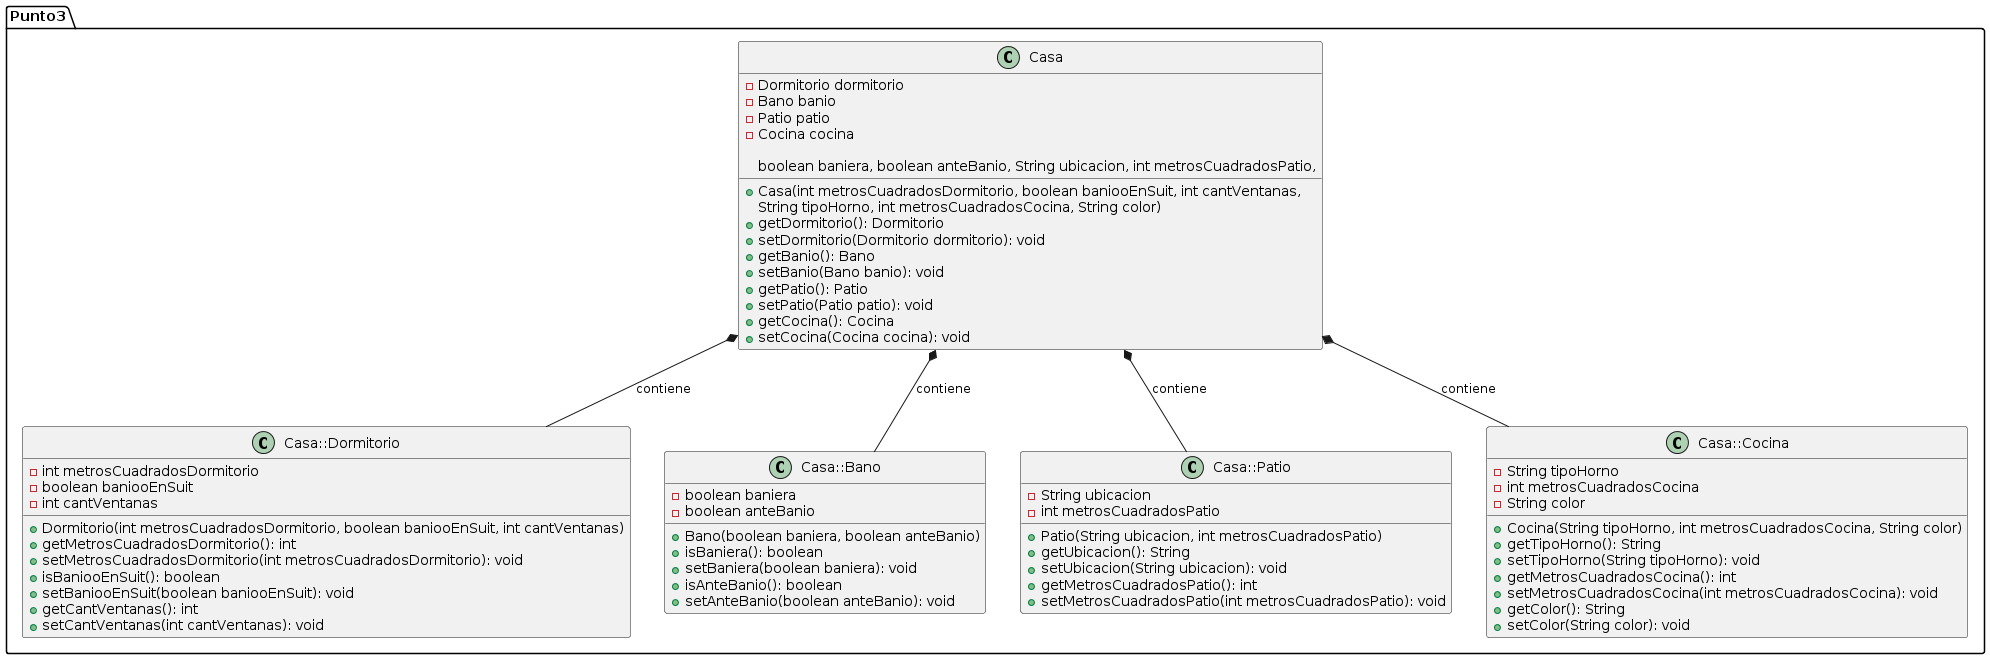 Punto3
C Casa
Dormitorio dormitorio
Bano banio
Patio patio
Cocina cocina
boolean baniera, boolean anteBanio, String ubicacion, int metrosCuadradosPatio,
Casa(int metrosCuadradosDormitorio, boolean baniooEnSuit, int cantVentanas,
String tipoHorno, int metrosCuadradosCocina, String color)
getDormitorio(): Dormitorio
setDormitorio(Dormitorio dormitorio): void
getBanio(): Bano
setBanio(Bano banio): void
getPatio(): Patio
setPatio(Patio patio): void
getCocina(): Cocina
setCocina(Cocina cocina): void
contiene
contiene
contiene
contiene
C Casa::Dormitorio
int metrosCuadradosDormitorio
boolean baniooEnSuit
int cantVentanas
Dormitorio(int metrosCuadradosDormitorio, boolean baniooEnSuit, int cantVentanas)
getMetrosCuadradosDormitorio(): int
setMetrosCuadradosDormitorio(int metrosCuadradosDormitorio): void
isBaniooEnSuit(): boolean
setBaniooEnSuit(boolean baniooEnSuit): void
getCantVentanas(): int
setCantVentanas(int cantVentanas): void
C Casa::Bano
boolean baniera
boolean anteBanio
Bano(boolean baniera, boolean anteBanio)
isBaniera(): boolean
setBaniera(boolean baniera): void
isAnteBanio(): boolean
setAnteBanio(boolean anteBanio): void
C Casa::Patio
String ubicacion
int metrosCuadradosPatio
Patio(String ubicacion, int metrosCuadradosPatio)
getUbicacion(): String
setUbicacion(String ubicacion): void
getMetrosCuadradosPatio(): int
setMetrosCuadradosPatio(int metrosCuadradosPatio): void
C Casa::Cocina
String tipoHorno
int metrosCuadradosCocina
String color
Cocina(String tipoHorno, int metrosCuadradosCocina, String color)
getTipoHorno(): String
setTipoHorno(String tipoHorno): void
getMetrosCuadradosCocina(): int
setMetrosCuadradosCocina(int metrosCuadradosCocina): void
getColor(): String
setColor(String color): void